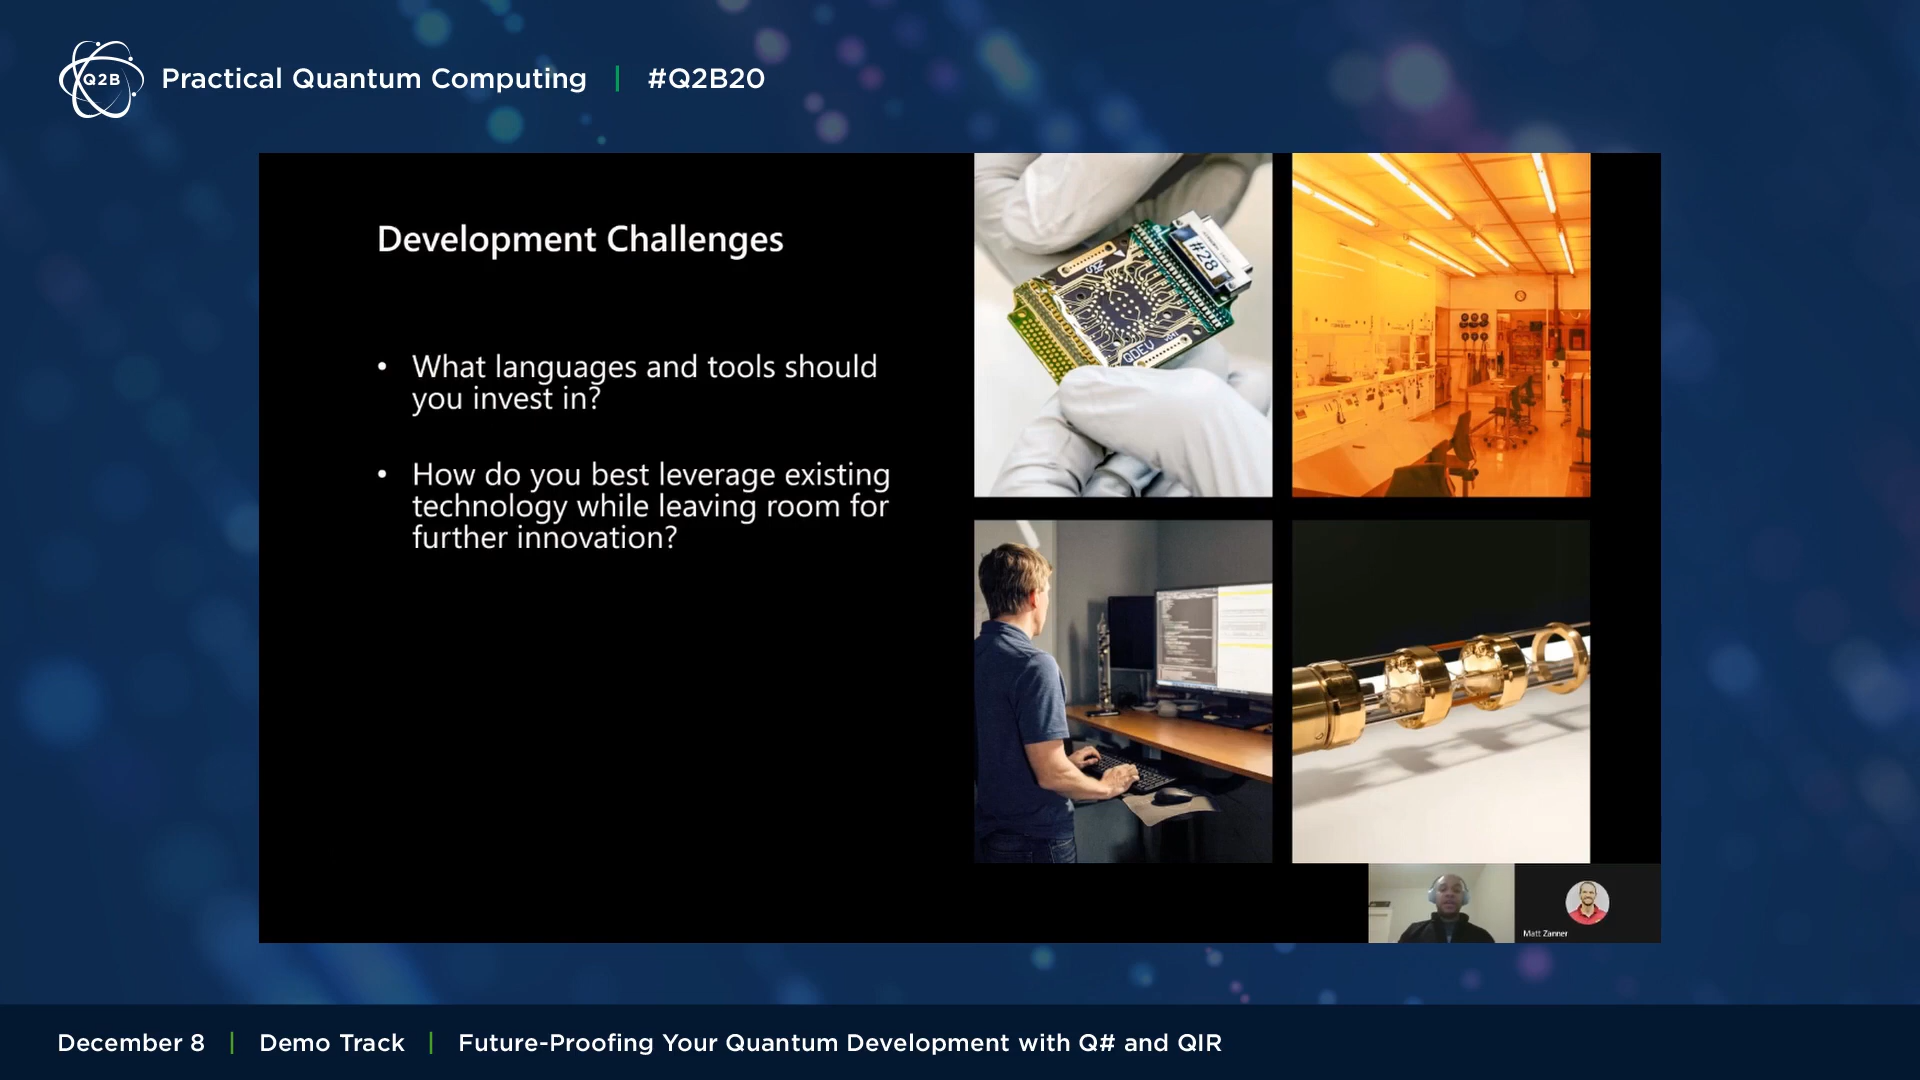 Q2B
Practical Quantum Computing | #Q2B20
Development Challenges
• What languages and tools should
you invest in?
• How do you best leverage existing
technology while leaving room for
further innovation?
#28
QDEV
Matt Zanner
December 8 | Demo Track | Future-Proofing Your Quantum Development with Q# and QIR